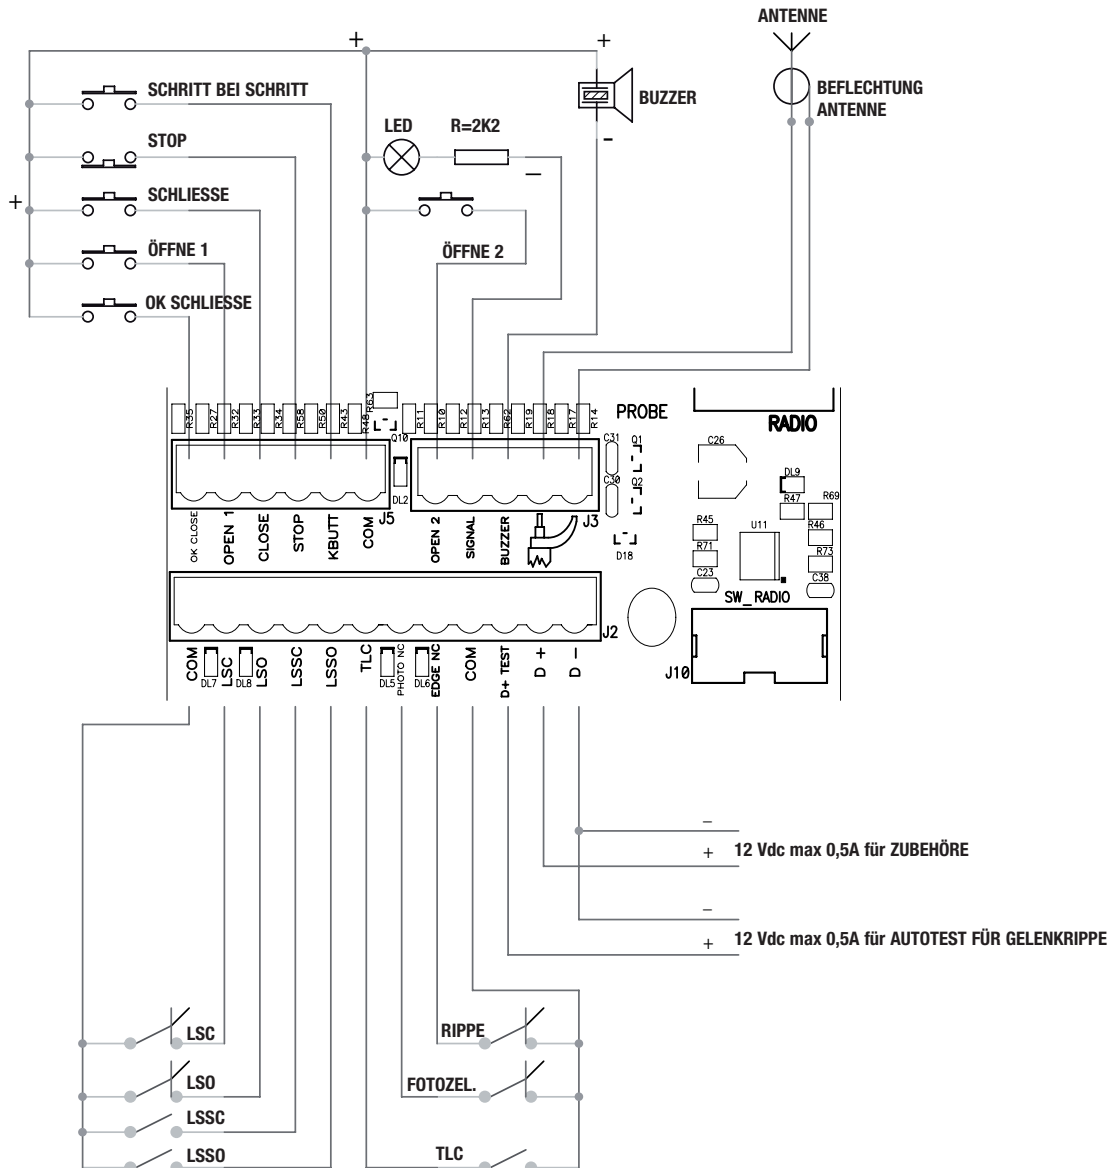 ANTENNE
+
+
SCHRITT BEI SCHRITT
BUZZER
BEFLECHTUNG
ANTENNE
LED
R=2K2
STOP
-
–
+
SCHLIESSE
ÖFFNE 1
ÖFFNE 2
OK SCHLIESSE
R35
R27
R32
R33
R34
R58
R50
R43
R48
R63
Q10
R11
R10
R12
R13
R62
R19
R18
R17
R14
PROBE
RADIO
C31
Q1
C26
C30
Q2
DL2
DL9
R47
R69
J5
J3
D18
R45
U11
R46
R71
R73
C23
C38
OK CLOSE
OPEN 1
CLOSE
STOP
KBUTT
COM
OPEN 2
SIGNAL
BUZZER
SW_RADIO
J2
J10
COM
DL7
LSC
DL8
LSO
LSSC
LSSO
TLC
DL5
PHOTO NC
DL6
EDGE NC
COM
D+ TEST
D +
D -
–
+ 12 Vdc max 0,5A für ZUBEHÖRE
–
+ 12 Vdc max 0,5A für AUTOTEST FÜR GELENKRIPPE
LSC
RIPPE
LSO
FOTOZEL.
LSSC
LSSO
TLC